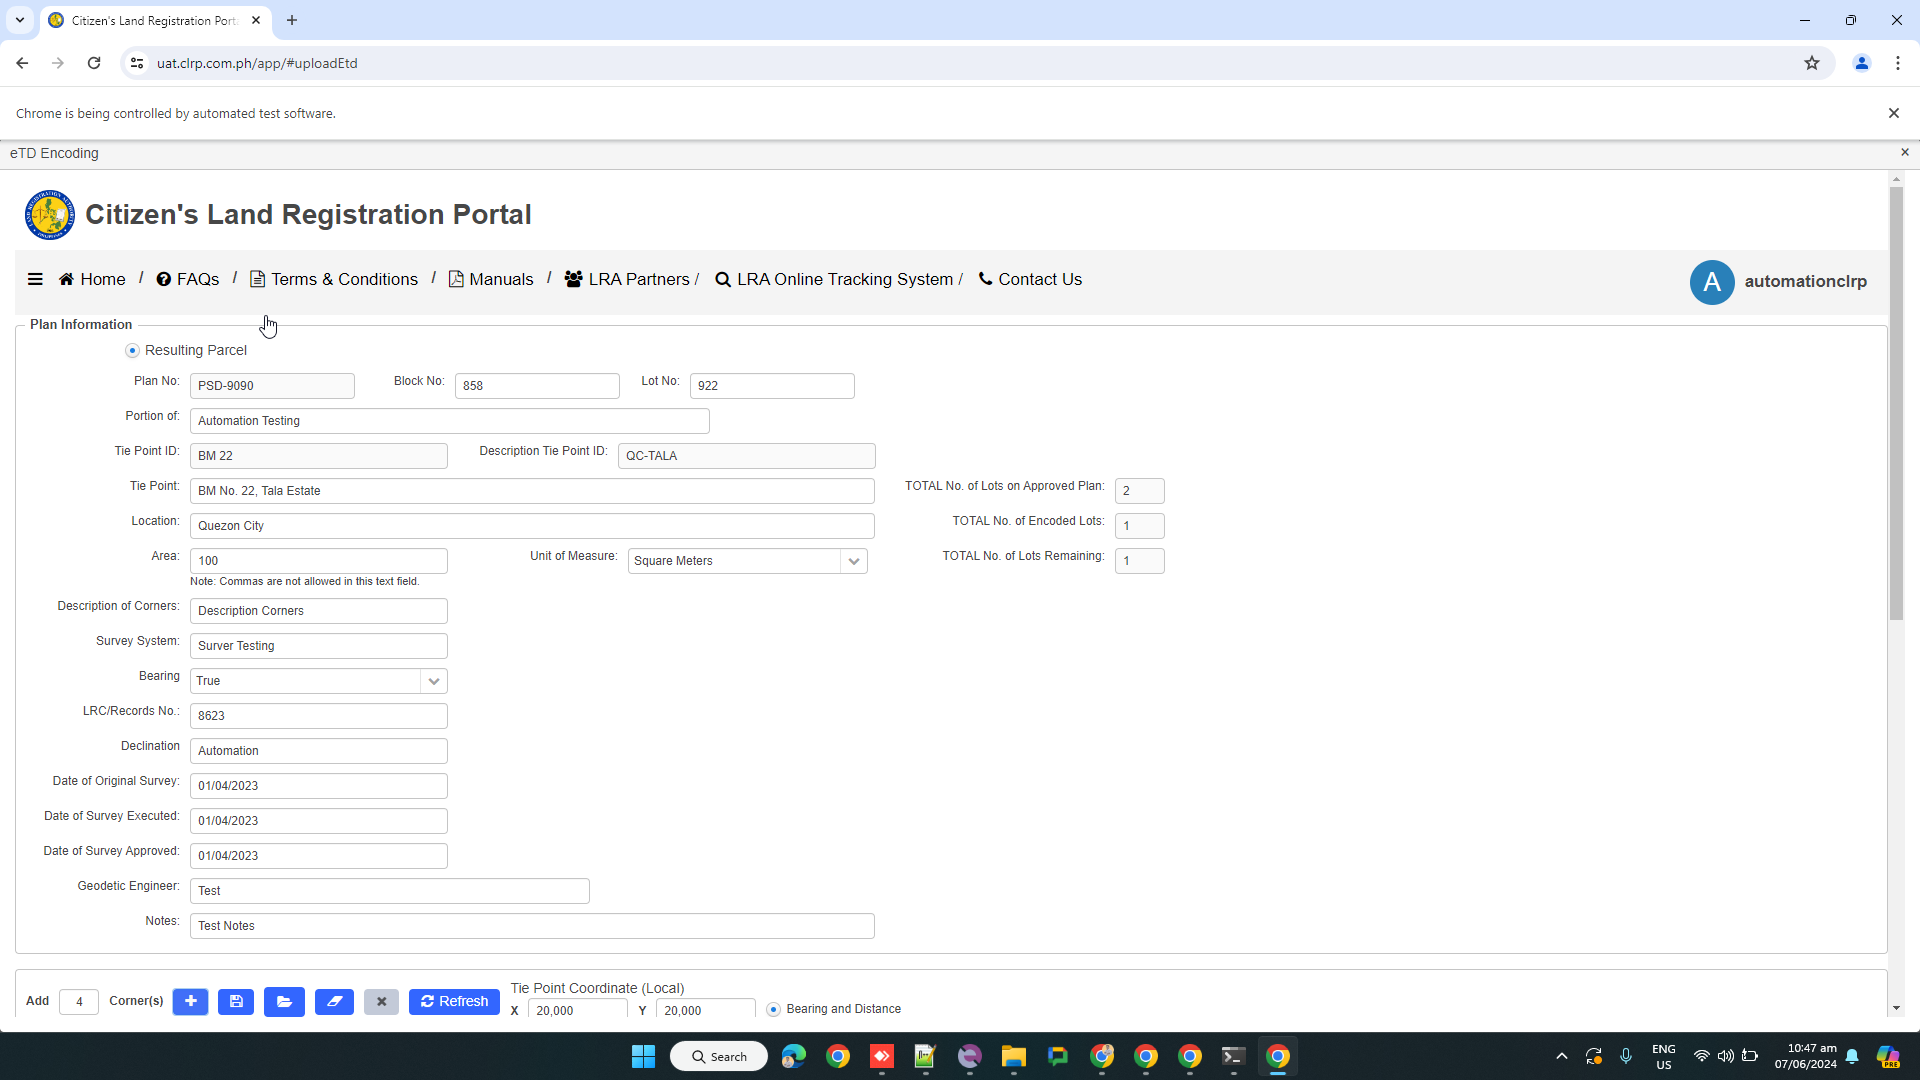 Citizen's Land Registration Porta
uat.clrp.com.ph/app/#uploadEtd
Chrome is being controlled by automated test software.
eTD Encoding
Citizen's Land Registration Portal
Home / FAQs / Terms & Conditions / Manuals / LRA Partners / LRA Online Tracking System / Contact Us
A automationclrp
Plan Information
Resulting Parcel
Plan No: PSD-9090 Block No: 858 Lot No: 922
Portion of: Automation Testing
Tie Point ID: BM 22 Description Tie Point ID: QC-TALA
Tie Point: BM No. 22, Tala Estate TOTAL No. of Lots on Approved Plan: 2
Location: Quezon City TOTAL No. of Encoded Lots: 1
Area: 100 Unit of Measure: Square Meters TOTAL No. of Lots Remaining: 1
Note: Commas are not allowed in this text field.
Description of Corners: Description Corners
Survey System: Surver Testing
Bearing True
LRC/Records No.: 8623
Declination Automation
Date of Original Survey: 01/04/2023
Date of Survey Executed: 01/04/2023
Date of Survey Approved: 01/04/2023
Geodetic Engineer: Test
Notes: Test Notes
Tie Point Coordinate (Local)
Add 4 Corner(s) Refresh
X 20,000 Y 20,000 Bearing and Distance
Search
ENG
US
10:47 am
07/06/2024
PRE